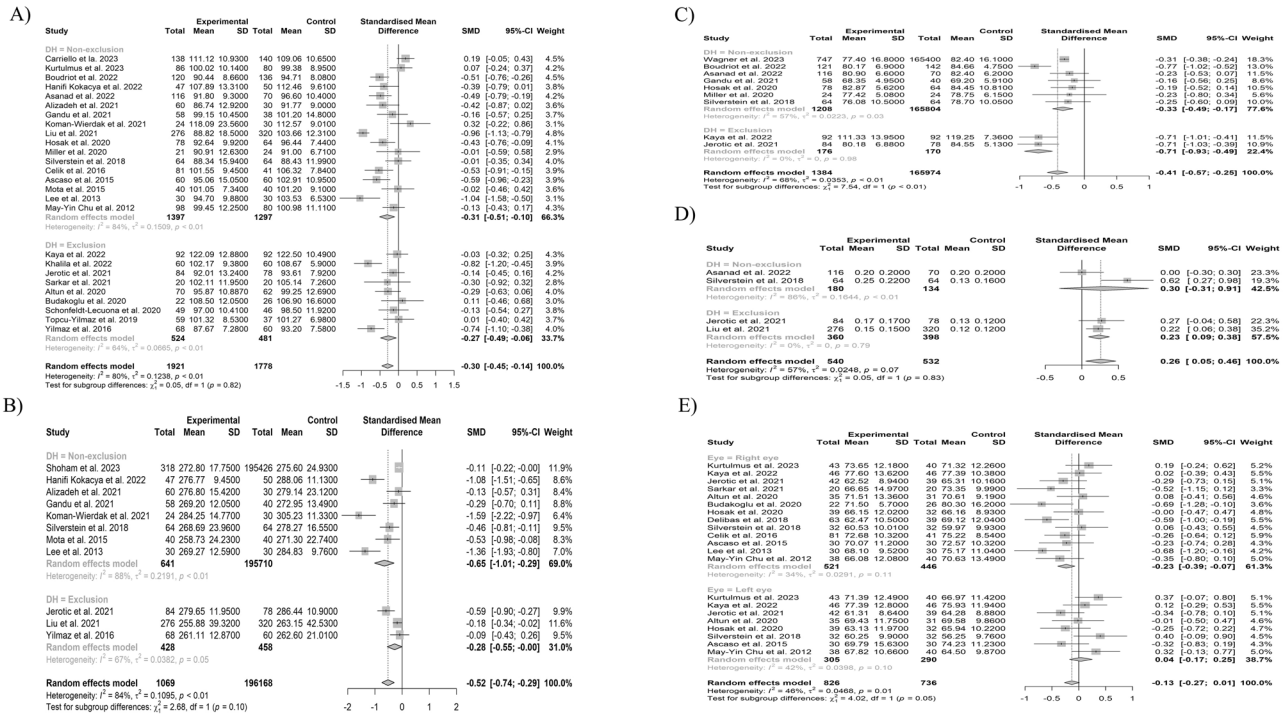 A)
Experimental Control Standardised Mean
Study Total Mean SD Total Mean SD Difference SMD 95%-CI Weight
DH = Non-exclusion
Carriello et la. 2023 138 111.12 10.9300 140 109.06 10.6500 0.19 [-0.05; 0.43] 4.5%
Kurtulmus et al. 2023 86 100.02 10.1400 80 99.38 8.9500 0.07 [-0.24; 0.37] 4.2%
Boudriot et al. 2022 120 90.44 8.6600 136 94.71 8.0800 -0.51 [-0.76; -0.26] 4.4%
Hanifi Kokacya et al. 2022 47 107.89 13.3100 50 112.46 9.6100 -0.39 [-0.79; 0.01] 3.7%
Asanad et al. 2022 116 91.80 9.4000 70 96.60 10.4000 -0.49 [-0.79; -0.19] 4.2%
Alizadeh et al. 2021 60 86.74 12.9200 30 91.77 9.0000 -0.42 [-0.87; 0.02] 3.5%
Gandu et al. 2021 58 99.15 14.4500 38 101.20 14.8000 -0.16 [-0.57; 0.25] 3.6%
Koman-Wierdak et al. 2021 24 118.09 23.5600 30 112.57 9.0100 0.32 [-0.22; 0.86] 3.0%
Liu et al. 2021 276 88.82 18.5000 320 103.66 12.3100 -0.96 [-1.13; -0.79] 4.7%
Hosak et al. 2020 78 92.64 9.9200 64 96.44 7.4400 -0.43 [-0.76; -0.09] 4.0%
Miller et al. 2020 21 90.91 12.6300 24 91.00 6.7100 -0.01 [-0.59; 0.58] 2.8%
Silverstein et al. 2018 64 88.34 15.9400 64 88.43 11.9900 -0.01 [-0.35; 0.34] 4.0%
Celik et al. 2016 81 101.55 8.9500 41 106.32 7.8400 -0.53 [-0.91; -0.15] 3.8%
Ascaso et al. 2015 60 95.06 15.0500 60 102.91 10.9500 -0.59 [-0.96; -0.23] 3.9%
Mota et al. 2015 40 101.05 7.3400 40 101.20 9.1000 -0.02 [-0.46; 0.42] 3.5%
Lee et al. 2013 30 94.70 9.8800 30 103.53 6.5300 -1.04 [-1.58; -0.50] 3.0%
May-Yin Chu et al. 2012 98 99.45 12.2500 80 100.98 11.1100 -0.13 [-0.43; 0.17] 4.2%
Random effects model 1397 1297 -0.31 [-0.51; -0.10] 66.3%
Heterogeneity: I² = 84%, τ² = 0.1509, p < 0.01
DH = Exclusion
Kaya et al. 2022 92 122.09 12.8800 92 122.50 10.4900 -0.03 [-0.32; 0.25] 4.3%
Khalila et al. 2022 60 102.17 9.3800 60 108.67 5.9000 -0.82 [-1.20; -0.45] 3.8%
Jerotic et al. 2021 84 92.01 13.2400 78 93.61 7.9200 -0.14 [-0.45; 0.16] 4.2%
Sarkar et al. 2021 20 102.11 11.9500 20 105.14 7.2600 -0.30 [-0.92; 0.32] 2.6%
Altun et al. 2020 70 95.87 10.8870 62 99.25 12.6900 -0.29 [-0.63; 0.06] 4.0%
Budakoglu et al. 2020 22 108.50 12.0500 26 106.90 16.6000 0.11 [-0.46; 0.68] 2.9%
Schonfeldt-Lecuona et al. 2020 49 97.00 10.4100 46 98.50 11.9200 -0.13 [-0.54; 0.27] 3.7%
Topcu-Yilmaz et al. 2019 59 101.32 8.5300 37 101.27 6.9800 0.01 [-0.40; 0.42] 3.6%
Yilmaz et al. 2016 68 87.67 7.2800 60 93.20 7.5800 -0.74 [-1.10; -0.38] 4.0%
Random effects model 524 481 -0.27 [-0.49; -0.06] 33.7%
Heterogeneity: I² = 64%, τ² = 0.0665, p < 0.01
Random effects model 1921 1778 -0.30 [-0.45; -0.14] 100.0%
Heterogeneity: I² = 80%, τ² = 0.1238, p < 0.01
Test for subgroup differences: χ²₁ = 0.05, df = 1 (p = 0.82)
-1.5 -1 -0.5 0 0.5 1 1.5
B)
Experimental Control Standardised Mean
Study Total Mean SD Total Mean SD Difference SMD 95%-CI Weight
DH = Non-exclusion
Shoham et al. 2023 318 272.80 17.7500 195426 275.60 24.9300 -0.11 [-0.22; -0.00] 11.9%
Hanifi Kokacya et al. 2022 47 276.77 9.4500 50 288.06 11.1300 -1.08 [-1.51; -0.65] 8.6%
Alizadeh et al. 2021 60 276.80 15.4200 30 279.14 23.1200 -0.13 [-0.57; 0.31] 8.5%
Gandu et al. 2021 58 269.20 12.0500 40 272.95 13.4900 -0.29 [-0.70; 0.11] 8.8%
Koman-Wierdak et al. 2021 24 284.25 14.7700 30 305.23 11.3300 -1.59 [-2.22; -0.97] 6.4%
Silverstein et al. 2018 64 268.69 23.9600 64 278.27 16.5500 -0.46 [-0.81; -0.11] 9.4%
Mota et al. 2015 40 258.73 24.2300 40 271.30 22.7400 -0.53 [-0.98; -0.08] 8.4%
Lee et al. 2013 30 269.27 12.5900 30 284.83 9.7600 -1.36 [-1.93; -0.80] 7.0%
Random effects model 641 195710 -0.65 [-1.01; -0.29] 69.0%
Heterogeneity: I² = 88%, τ² = 0.2191, p < 0.01
DH = Exclusion
Jerotic et al. 2021 84 279.65 11.9500 78 286.44 10.9000 -0.59 [-0.90; -0.27] 9.9%
Liu et al. 2021 276 255.88 39.3200 320 263.15 42.5300 -0.18 [-0.34; -0.02] 11.3%
Yilmaz et al. 2016 68 261.11 12.8700 60 262.60 21.0100 -0.09 [-0.43; 0.26] 9.8%
Random effects model 428 458 -0.28 [-0.55; -0.00] 31.0%
Heterogeneity: I² = 67%, τ² = 0.0382, p = 0.05
Random effects model 1069 196168 -0.52 [-0.74; -0.29] 100.0%
Heterogeneity: I² = 84%, τ² = 0.1095, p < 0.01
Test for subgroup differences: χ²₁ = 2.68, df = 1 (p = 0.10)
-2 -1 0 1 2
C)
Experimental Control Standardised Mean
Study Total Mean SD Total Mean SD Difference SMD 95%-CI Weight
DH = Non-exclusion
Wagner et al. 2023 747 77.40 16.8000 165400 82.40 16.1000 -0.31 [-0.38; -0.24] 18.3%
Boudriot et al. 2022 121 80.17 6.9000 142 84.66 4.7500 -0.77 [-1.02; -0.52] 13.1%
Asanad et al. 2022 116 80.90 6.6000 70 82.40 6.2000 -0.23 [-0.53; 0.07] 11.6%
Gandu et al. 2021 58 68.35 4.9500 40 69.20 5.9100 -0.16 [-0.56; 0.25] 8.6%
Hosak et al. 2020 78 82.87 5.6200 64 84.45 10.8100 -0.19 [-0.52; 0.14] 10.6%
Miller et al. 2020 24 77.42 5.0800 24 78.75 6.1500 -0.23 [-0.80; 0.34] 5.7%
Silverstein et al. 2018 64 76.08 10.5000 64 78.70 10.0500 -0.25 [-0.60; 0.09] 10.2%
Random effects model 1208 165804 -0.33 [-0.49; -0.17] 77.6%
Heterogeneity: I² = 57%, τ² = 0.0223, p = 0.03
DH = Exclusion
Kaya et al. 2022 92 111.33 13.9500 92 119.25 7.3600 -0.71 [-1.01; -0.41] 11.5%
Jerotic et al. 2021 84 80.18 6.8800 78 84.55 5.1300 -0.71 [-1.03; -0.39] 10.9%
Random effects model 176 170 -0.71 [-0.93; -0.49] 22.4%
Heterogeneity: I² = 0%, τ² = 0, p = 0.98
Random effects model 1384 165974 -0.41 [-0.57; -0.25] 100.0%
Heterogeneity: I² = 68%, τ² = 0.0353, p < 0.01
Test for subgroup differences: χ²₁ = 7.54, df = 1 (p < 0.01)
-1 -0.5 0 0.5 1
D)
Experimental Control Standardised Mean
Study Total Mean SD Total Mean SD Difference SMD 95%-CI Weight
DH = Non-exclusion
Asanad et al. 2022 116 0.20 0.2000 70 0.20 0.2000 0.00 [-0.30; 0.30] 23.3%
Silverstein et al. 2018 64 0.25 0.2200 64 0.13 0.1600 0.62 [0.27; 0.98] 19.3%
Random effects model 180 134 0.30 [-0.31; 0.91] 42.5%
Heterogeneity: I² = 86%, τ² = 0.1644, p < 0.01
DH = Exclusion
Jerotic et al. 2021 84 0.17 0.1700 78 0.13 0.1200 0.27 [-0.04; 0.58] 22.3%
Liu et al. 2021 276 0.15 0.1500 320 0.12 0.1200 0.22 [0.06; 0.38] 35.2%
Random effects model 360 398 0.23 [0.09; 0.38] 57.5%
Heterogeneity: I² = 0%, τ² = 0, p = 0.79
Random effects model 540 532 0.26 [0.05; 0.46] 100.0%
Heterogeneity: I² = 57%, τ² = 0.0248, p = 0.07
Test for subgroup differences: χ²₁ = 0.05, df = 1 (p = 0.83)
-0.5 0 0.5
E)
Experimental Control Standardised Mean
Study Total Mean SD Total Mean SD Difference SMD 95%-CI Weight
Eye = Right eye
Kurtulmus et al. 2023 43 73.65 12.1800 40 71.32 12.2600 0.19 [-0.24; 0.62] 5.2%
Kaya et al. 2022 46 77.60 13.8600 46 77.39 10.4300 0.02 [-0.39; 0.43] 5.5%
Jerotic et al. 2021 42 62.52 8.9400 39 65.31 10.1600 -0.29 [-0.73; 0.15] 5.1%
Sarkar et al. 2021 20 66.65 14.9700 20 73.35 9.9900 -0.52 [-1.15; 0.12] 3.3%
Altun et al. 2020 35 71.51 13.3600 31 70.61 9.1900 0.08 [-0.41; 0.56] 4.6%
Budakoglu et al. 2020 22 71.50 5.7000 26 80.30 16.2000 -0.69 [-1.28; -0.10] 3.6%
Hosak et al. 2020 39 66.15 12.0200 32 66.16 8.9300 -0.00 [-0.47; 0.47] 4.8%
Delibas et al. 2018 63 62.47 10.5000 39 69.12 12.0400 -0.59 [-1.00; -0.19] 5.5%
Silverstein et al. 2018 32 60.53 10.0100 32 59.97 9.9300 0.06 [-0.43; 0.55] 4.5%
Celik et al. 2016 81 72.68 10.3200 41 75.22 8.5400 -0.26 [-0.64; 0.12] 5.9%
Ascaso et al. 2015 30 70.07 11.2000 30 72.57 10.3200 -0.23 [-0.74; 0.28] 4.4%
Lee et al. 2013 30 68.10 9.5200 30 75.17 11.0400 -0.68 [-1.20; -0.16] 4.2%
May-Yin Chu et al. 2012 38 66.08 12.0800 40 70.63 13.4900 -0.35 [-0.80; 0.10] 5.0%
Random effects model 521 446 -0.23 [-0.39; -0.07] 61.3%
Heterogeneity: I² = 34%, τ² = 0.0291, p = 0.11
Eye = Left eye
Kurtulmus et al. 2023 43 71.39 12.4900 40 66.97 11.4200 0.37 [-0.07; 0.80] 5.1%
Kaya et al. 2022 46 77.39 12.8800 46 75.93 11.9400 0.12 [-0.29; 0.53] 5.5%
Jerotic et al. 2021 42 61.31 8.6400 39 64.28 8.8800 -0.34 [-0.78; 0.10] 5.1%
Altun et al. 2020 35 69.43 11.7500 31 69.58 9.8600 -0.01 [-0.50; 0.47] 4.6%
Hosak et al. 2020 39 63.13 12.9700 32 65.94 8.9100 -0.25 [-0.72; 0.22] 4.7%
Silverstein et al. 2018 32 60.25 9.9000 32 56.25 9.7600 0.40 [-0.09; 0.90] 4.5%
Ascaso et al. 2015 30 69.79 15.6300 30 74.23 11.2300 -0.32 [-0.83; 0.19] 4.3%
May-Yin Chu et al. 2012 38 67.82 10.6600 40 64.50 9.8700 0.32 [-0.13; 0.77] 5.0%
Random effects model 305 290 0.04 [-0.17; 0.25] 38.7%
Heterogeneity: I² = 42%, τ² = 0.0398, p = 0.10
Random effects model 826 736 -0.13 [-0.27; 0.01] 100.0%
Heterogeneity: I² = 46%, τ² = 0.0468, p = 0.01
Test for subgroup differences: χ²₁ = 4.02, df = 1 (p = 0.05)
-1 -0.5 0 0.5 1